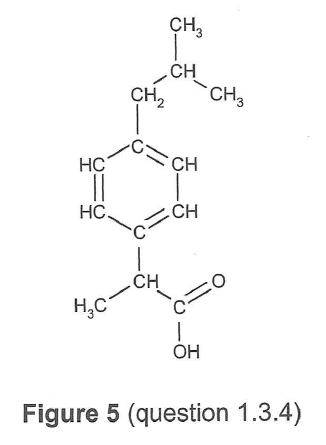 CH₃
CH
CH₂ CH₃
C
HC CH
HC CH
C
CH O
H₃C C
OH
Figure 5 (question 1.3.4)